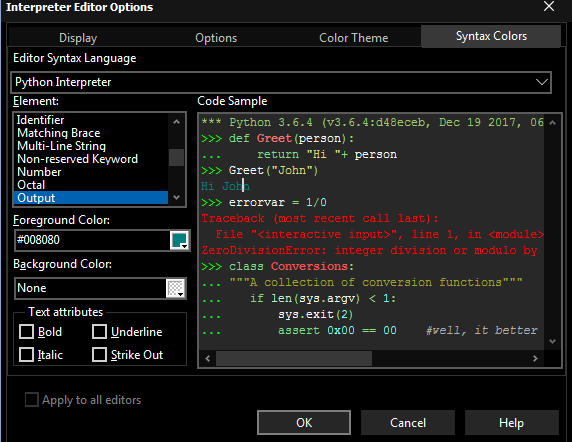 Interpreter Editor Options
Display Options Color Theme Syntax Colors
Editor Syntax Language
Python Interpreter
Element:
Identifier
Matching Brace
Multi-Line String
Non-reserved Keyword
Number
Octal
Output
Foreground Color:
#008080
Background Color:
None
Text attributes
Bold Underline
Italic Strike Out
Code Sample
*** Python 3.6.4 (v3.6.4:d48eceb, Dec 19 2017, 06
>>> def Greet(person):
...     return "Hi "+ person
>>> Greet("John")
Hi John
>>> errorvar = 1/0
Traceback (most recent call last):
  File "<interactive input>", line 1, in <module>
ZeroDivisionError: integer division or modulo by
>>> class Conversions:
... """A collection of conversion functions"""
...    if len(sys.argv) < 1:
...       sys.exit(2)
...       assert 0x00 == 00    #well, it better
Apply to all editors
OK Cancel Help